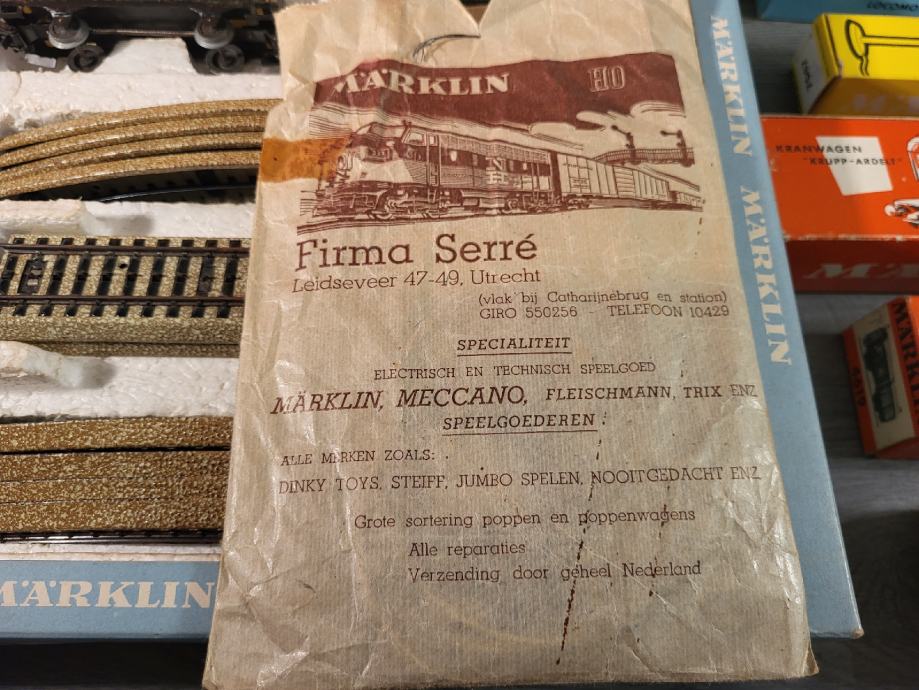 MÄRKLIN HO
Firma Serré
Leidseveer 47-49, Utrecht
(vlak bij Catharijnebrug en station)
GIRO 550256 - TELEFOON 10429
SPECIALITEIT
ELECTRISCH EN TECHNISCH SPEELGOED
MÄRKLIN, MECCANO, FLEISCHMANN, TRIX ENZ
SPEELGOEDEREN:
ALLE MERKEN ZOALS:
DINKY TOYS, STEIFF, JUMBO SPELEN, NOOITGEDACHT ENZ
Grote sortering poppen en poppenwagens
Alle reparaties
Verzending door geheel Nederland
MÄRKLIN
MÄRKLIN
MÄRKLIN
MÄRKLIN
KRANWAGEN
"KRUPP-ARDELT"
4619